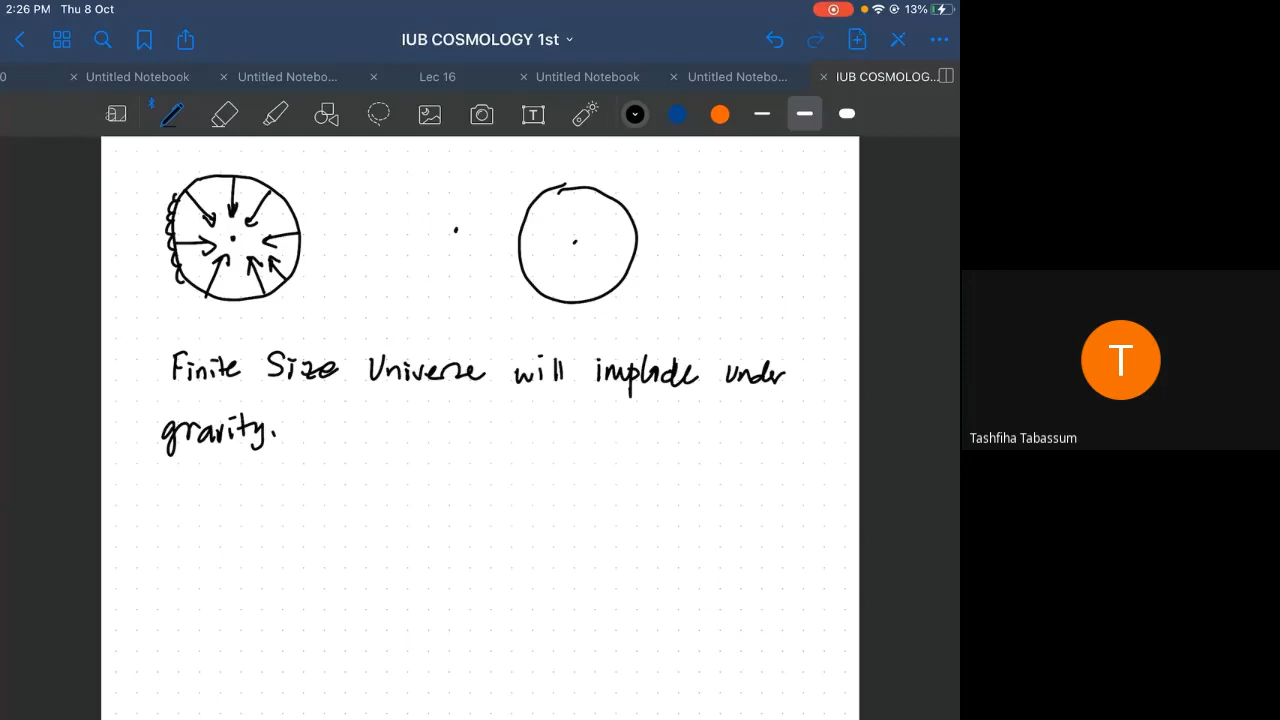 2:26 PM Thu 8 Oct 13%
IUB COSMOLOGY 1st
0 Untitled Notebook Untitled Notebo... Lec 16 Untitled Notebook Untitled Notebo... IUB COSMOLOG...
T
Finite Size Universe will implode under
gravity.
T
Tashfiha Tabassum